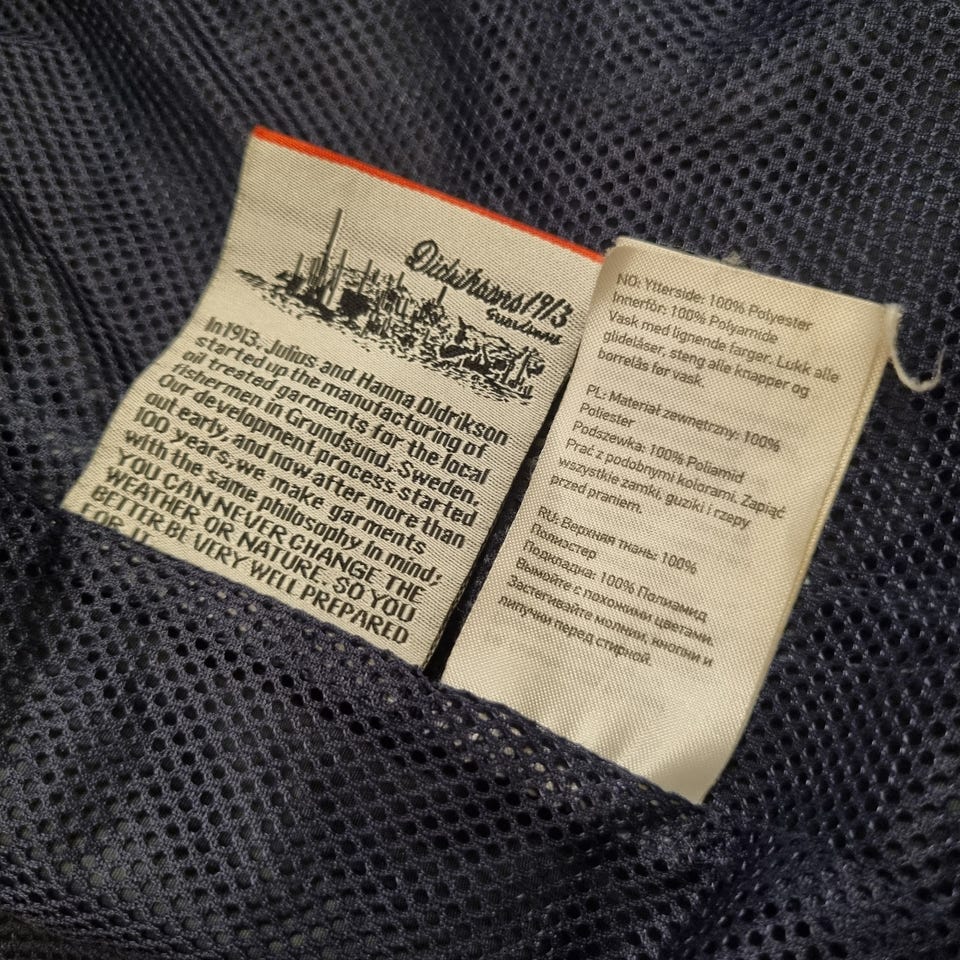 Didriksons1913
Grundsund
In 1913, Julius and Hanna Didrikson
started up the manufacturing of
oil treated garments for the local
fishermen in Grundsund, Sweden.
Our development process started
out early, and now after more than
100 years, we make garments
with the same philosophy in mind;
YOU CAN NEVER CHANGE THE
WEATHER OR NATURE. SO YOU
BETTER BE VERY WELL PREPARED
FOR IT
NO: Ytterside: 100% Polyester
Innerfôr: 100% Polyamide
Vask med lignende farger. Lukk alle
glidelåser, steng alle knapper og
borrelås før vask.
PL: Materiał zewnętrzny: 100%
Poliester
Podszewka: 100% Poliamid
Prać z podobnymi kolorami. Zapiąć
wszystkie zamki, guziki i rzepy
przed praniem.
RU: Верхняя ткань: 100%
Полиэстер
Подкладка: 100% Полиамид
Вымойте с похожими цветами.
Застегивайте молнии, кнопки и
липучки перед стиркой.